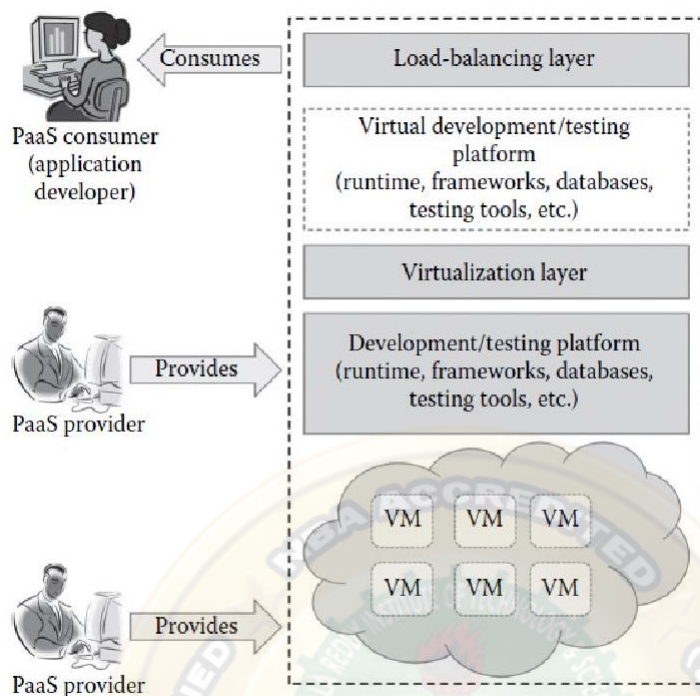 Consumes
PaaS consumer
(application
developer)
Load-balancing layer
Virtual development/testing
platform
(runtime, frameworks, databases,
testing tools, etc.)
Virtualization layer
Provides
PaaS provider
Development/testing platform
(runtime, frameworks, databases,
testing tools, etc.)
VM VM VM
VM VM VM
Provides
PaaS provider
NBA ACCREDITED